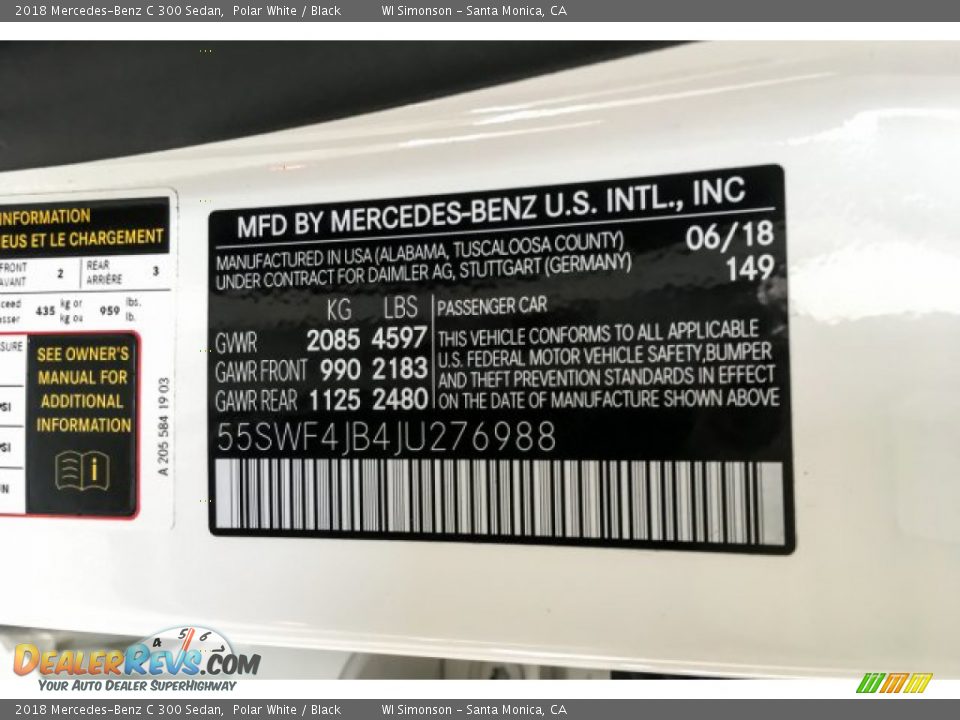 2018 Mercedes-Benz C 300 Sedan, Polar White / Black WI Simonson - Santa Monica, CA
INFORMATION
EUS ET LE CHARGEMENT
FRONT
AVANT
2
REAR
ARRIÈRE
3
435 kg or
kg ou
959 lbs.
lb.
SEE OWNER'S
MANUAL FOR
ADDITIONAL
INFORMATION
i
A 205 584 19 03
MFD BY MERCEDES-BENZ U.S. INTL., INC
MANUFACTURED IN USA (ALABAMA, TUSCALOOSA COUNTY)
UNDER CONTRACT FOR DAIMLER AG, STUTTGART (GERMANY)
06/18
149
KG LBS
GVWR 2085 4597
GAWR FRONT 990 2183
GAWR REAR 1125 2480
PASSENGER CAR
THIS VEHICLE CONFORMS TO ALL APPLICABLE
U.S. FEDERAL MOTOR VEHICLE SAFETY,BUMPER
AND THEFT PREVENTION STANDARDS IN EFFECT
ON THE DATE OF MANUFACTURE SHOWN ABOVE
55SWF4JB4JU276988
4 5 6
DEALERREVS.COM
YOUR AUTO DEALER SUPERHIGHWAY
2018 Mercedes-Benz C 300 Sedan, Polar White / Black WI Simonson - Santa Monica, CA